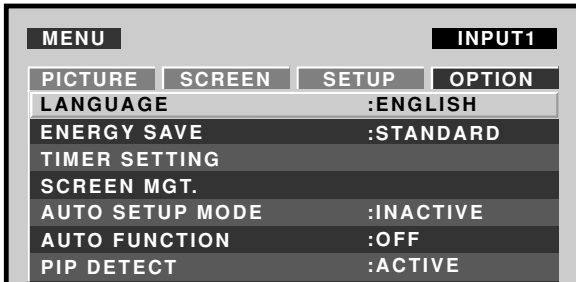 MENU INPUT1
PICTURE SCREEN SETUP OPTION
LANGUAGE :ENGLISH
ENERGY SAVE :STANDARD
TIMER SETTING
SCREEN MGT.
AUTO SETUP MODE :INACTIVE
AUTO FUNCTION :OFF
PIP DETECT :ACTIVE